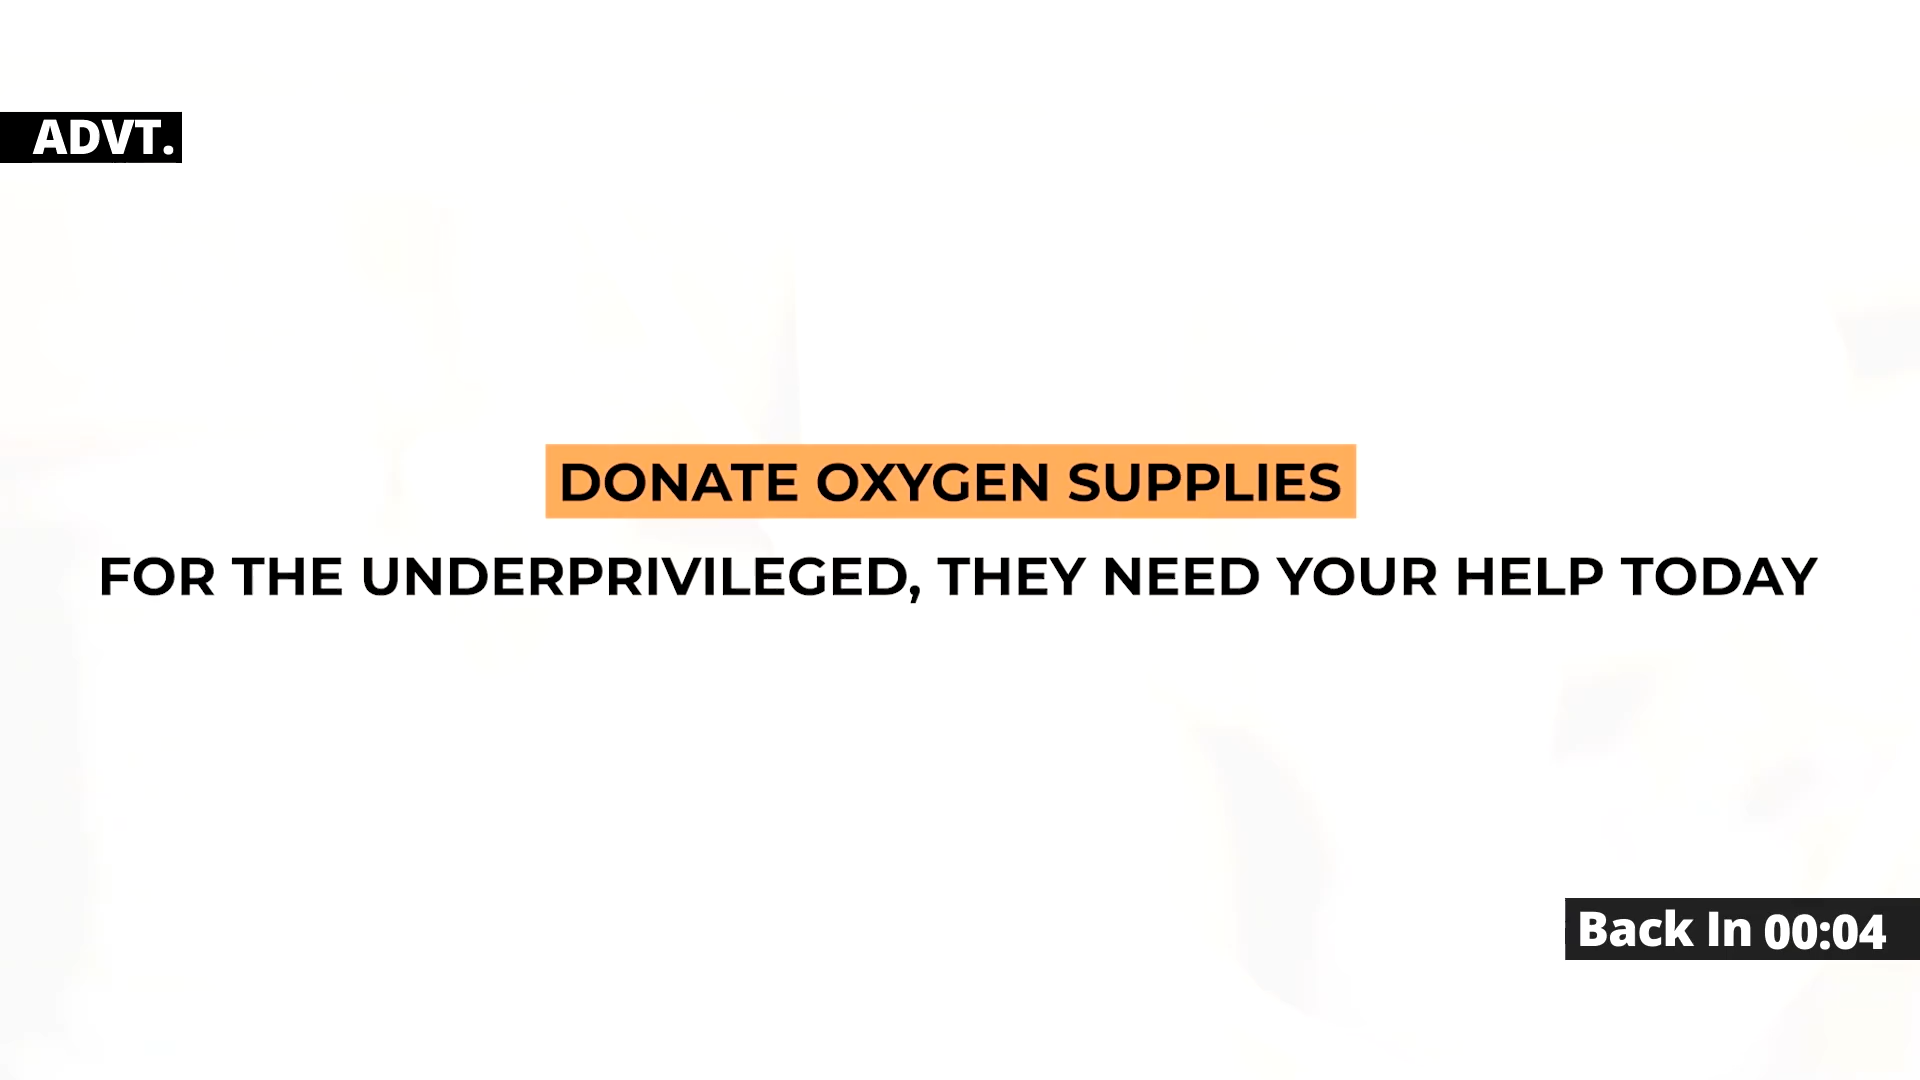 ADVT.
DONATE OXYGEN SUPPLIES
FOR THE UNDERPRIVILEGED, THEY NEED YOUR HELP TODAY
Back In 00:04